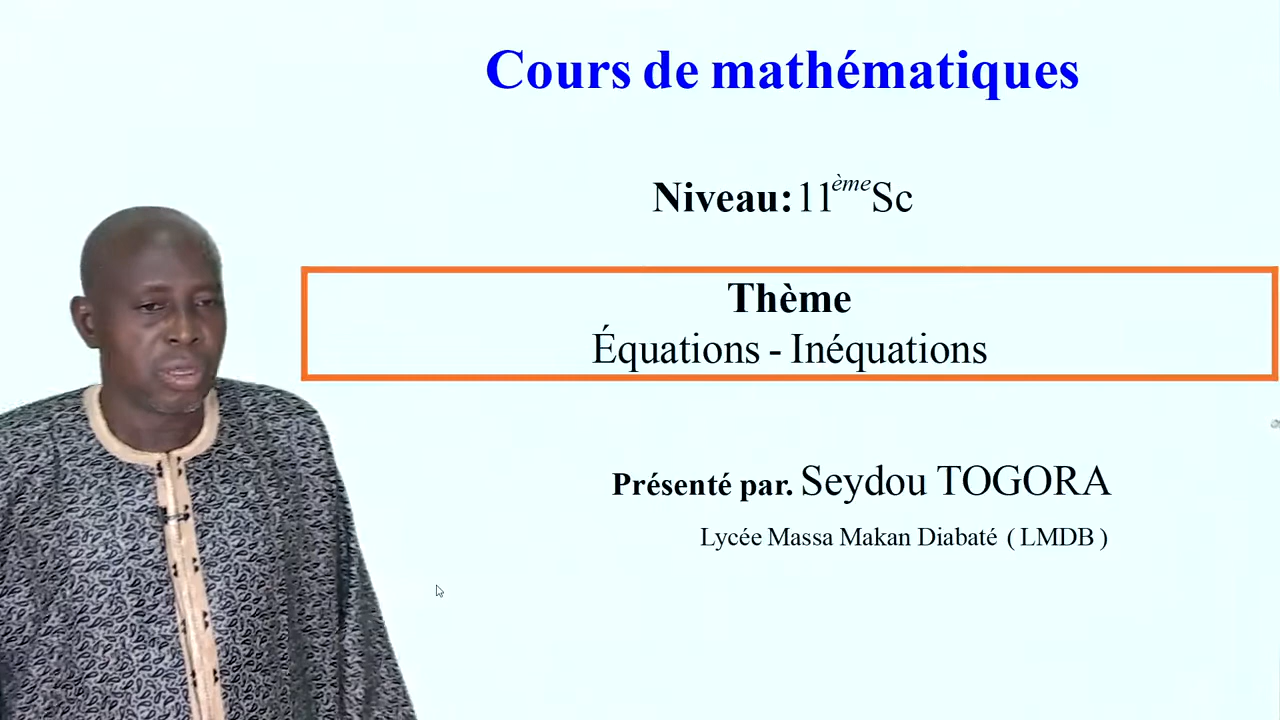 Cours de mathématiques
Niveau: 11ème Sc
Thème
Équations - Inéquations
Présenté par. Seydou TOGORA
Lycée Massa Makan Diabaté ( LMDB )